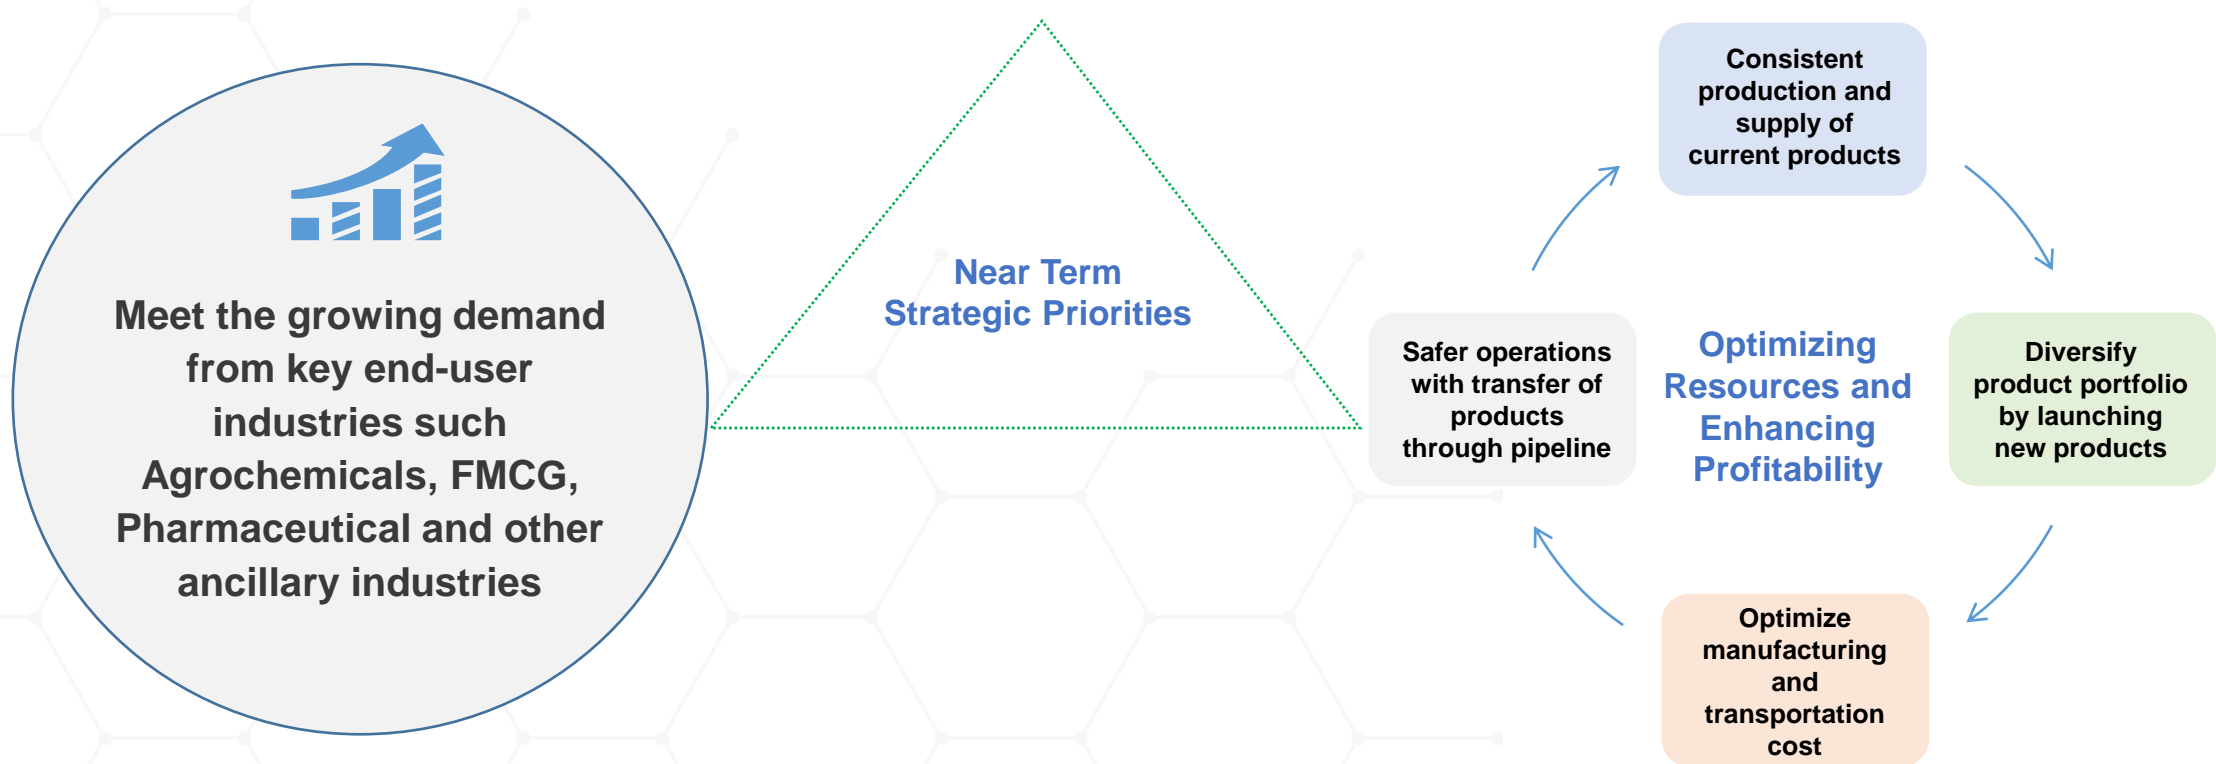 Meet the growing demand
from key end-user
industries such
Agrochemicals, FMCG,
Pharmaceutical and other
ancillary industries
Near Term
Strategic Priorities
Consistent
production and
supply of
current products
Safer operations
with transfer of
products
through pipeline
Optimizing
Resources and
Enhancing
Profitability
Diversify
product portfolio
by launching
new products
Optimize
manufacturing
and
transportation
cost